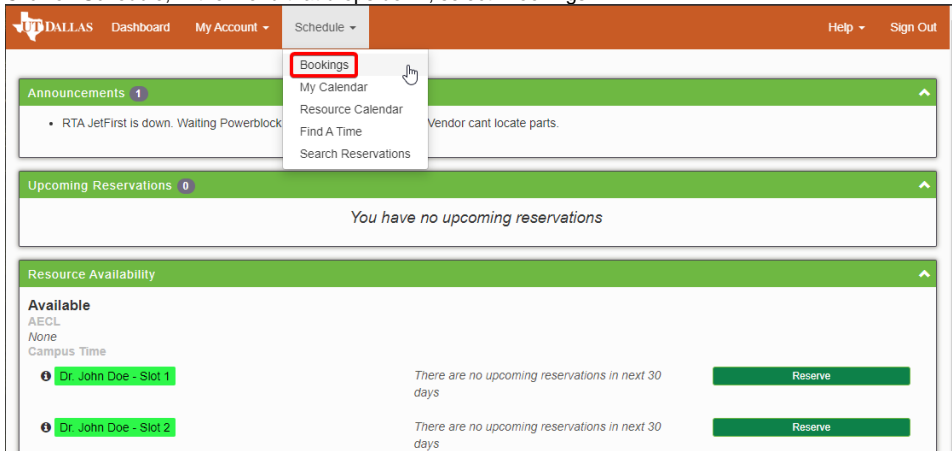 UTDALLAS Dashboard My Account Schedule Help Sign Out
Bookings
My Calendar
Resource Calendar
Find A Time
Search Reservations
Announcements 1
RTA JetFirst is down. Waiting Powerblock Vendor cant locate parts.
Upcoming Reservations 0
You have no upcoming reservations
Resource Availability
Available
AECL
None
Campus Time
Dr. John Doe - Slot 1 There are no upcoming reservations in next 30 Reserve
days
Dr. John Doe - Slot 2 There are no upcoming reservations in next 30 Reserve
days